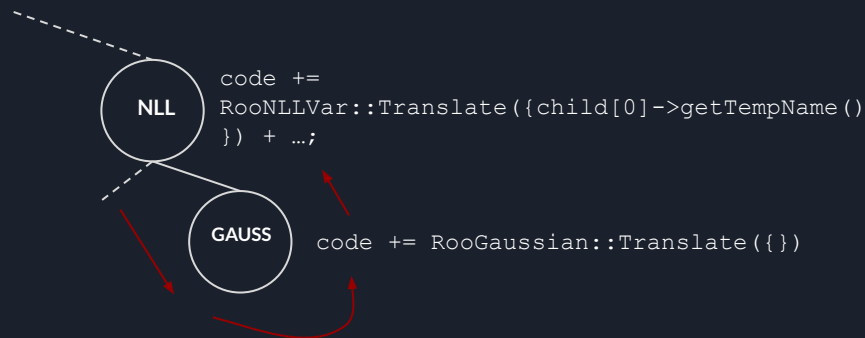 code +=
NLL
RooNLLVar::Translate({child[0]->getTempName()
}) + …;
GAUSS
code += RooGaussian::Translate({})